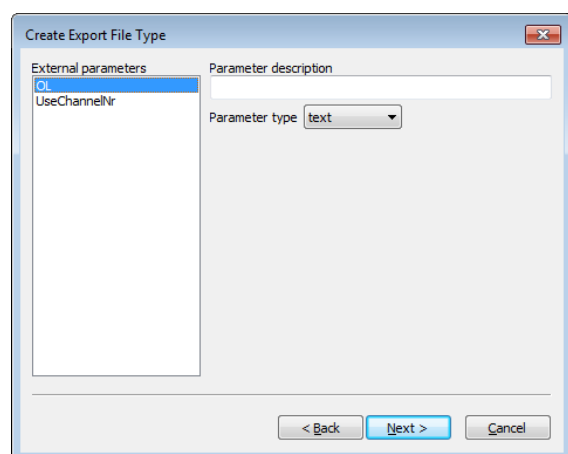 Create Export File Type
External parameters
OL
UseChannelNr
Parameter description
Parameter type text
< Back Next > Cancel